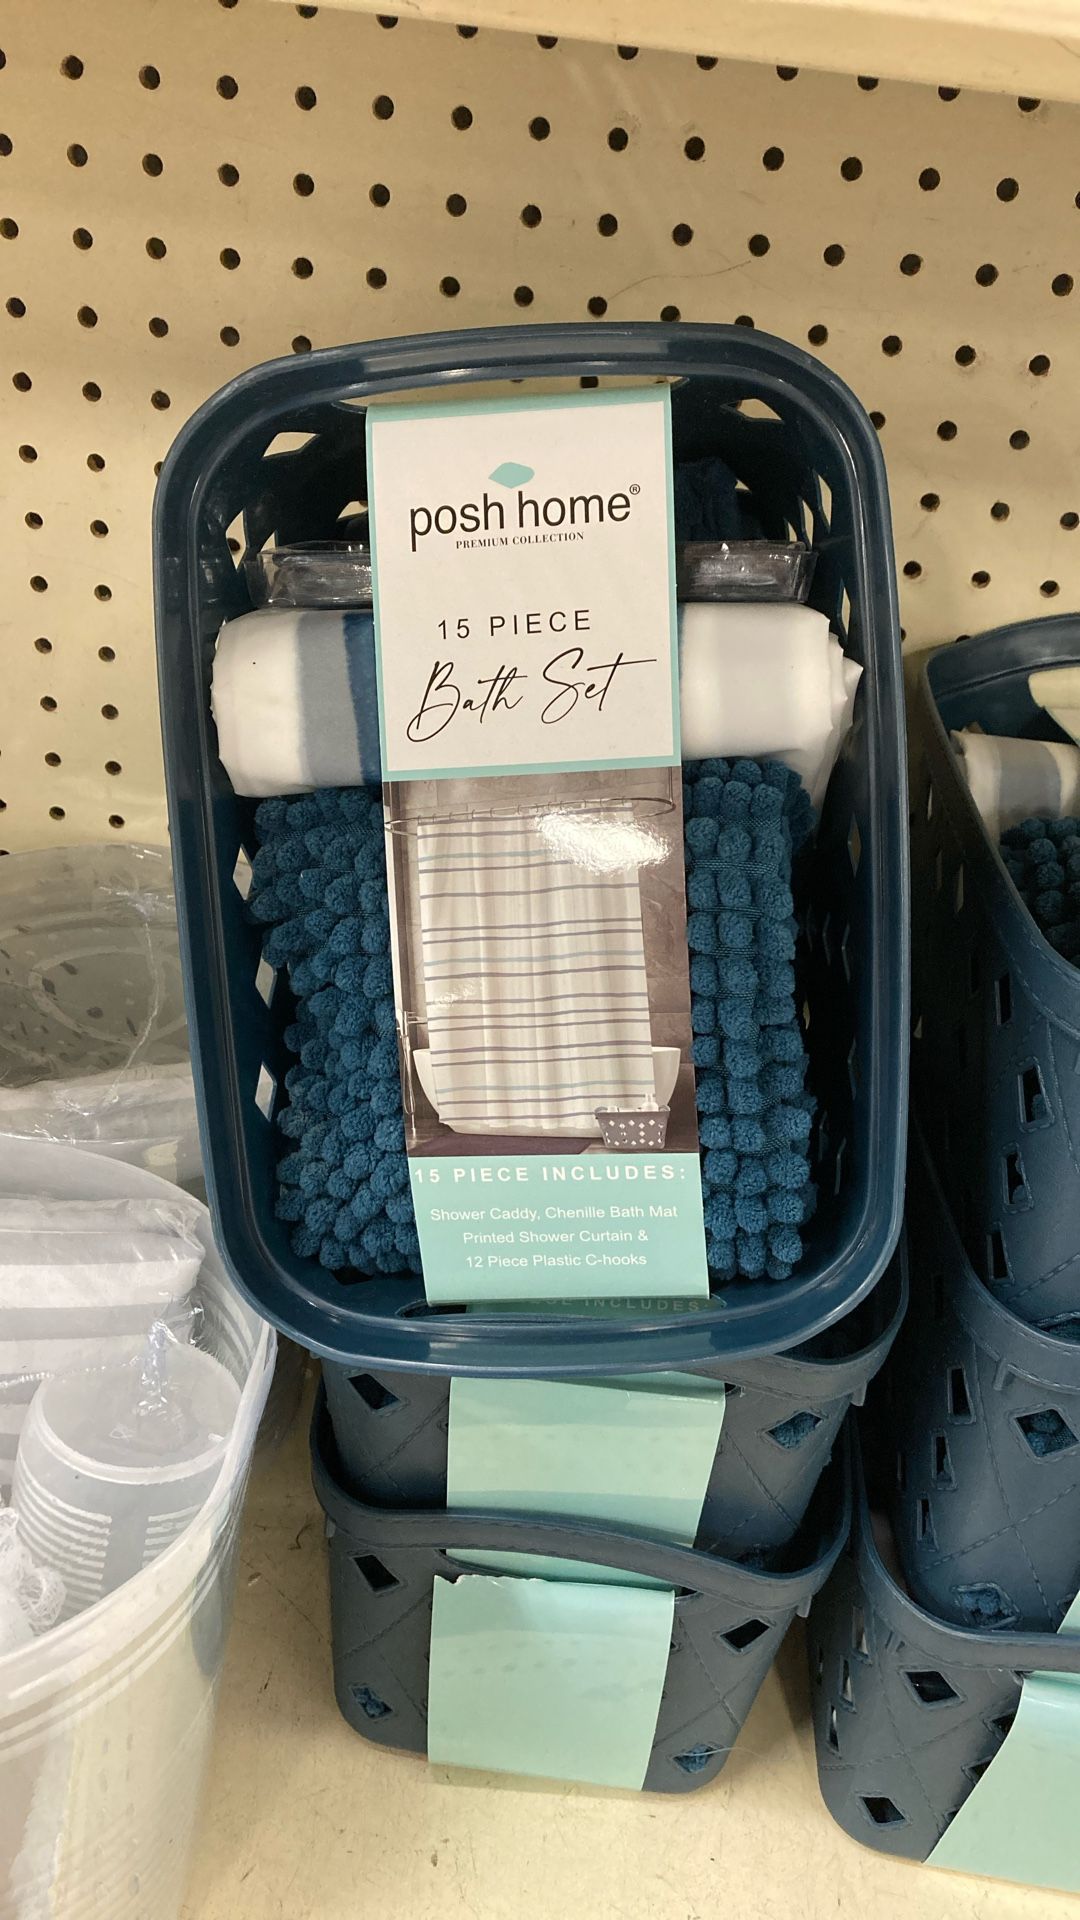 posh home®
PREMIUM COLLECTION
15 PIECE
Bath Set
15 PIECE INCLUDES:
Shower Caddy, Chenille Bath Mat
Printed Shower Curtain &
12 Piece Plastic C-hooks
INCLUDES: